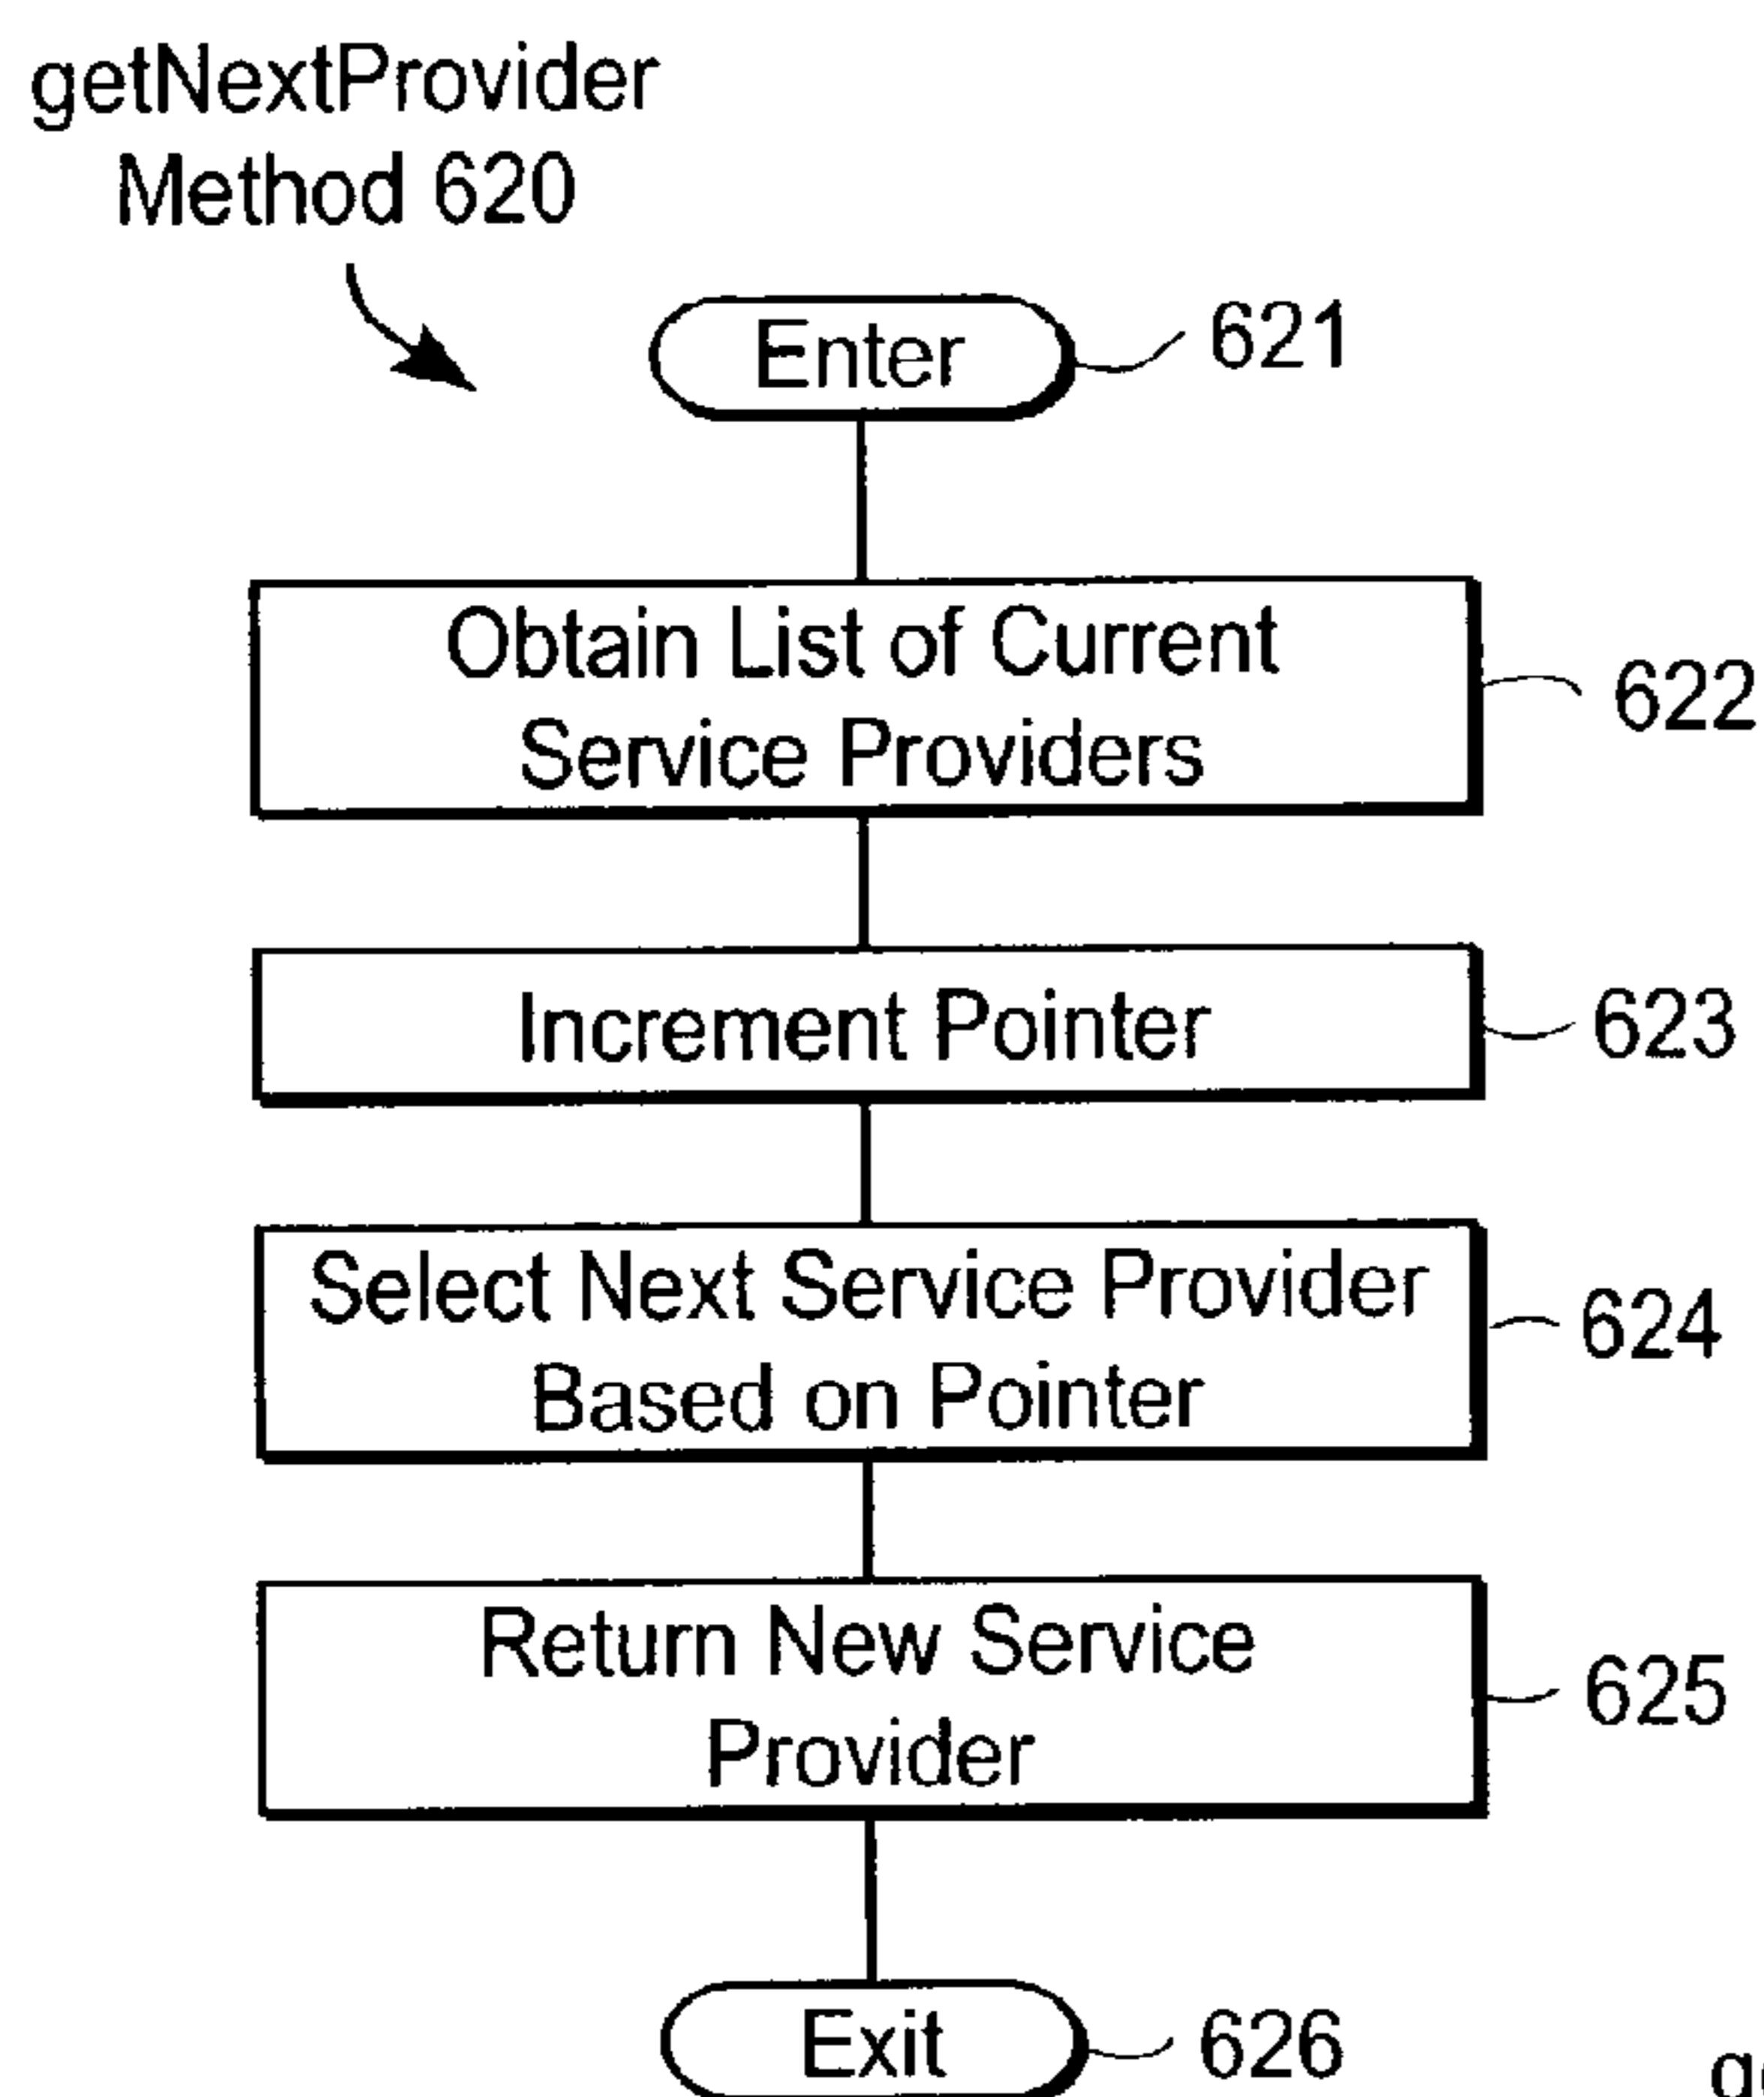 getNextProvider
Method 620
Enter
621
Obtain List of Current
Service Providers
622
Increment Pointer
623
Select Next Service Provider
Based on Pointer
624
Return New Service
Provider
625
Exit
626